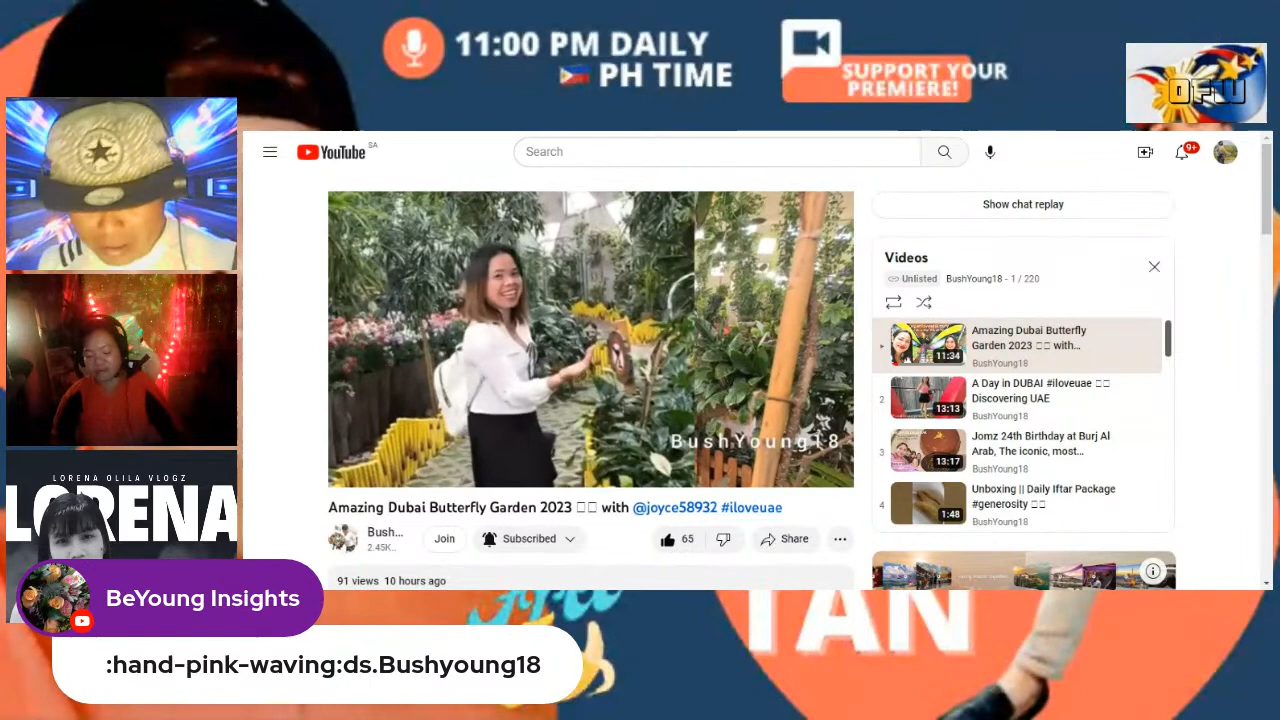 11:00 PM DAILY
PH TIME
SUPPORT YOUR
PREMIERE!
OFW
YouTube SA
Search
9+
Show chat replay
Videos
Unlisted BushYoung18 - 1 / 220
11:34
Amazing Dubai Butterfly
Garden 2023 with...
BushYoung18
2
13:13
A Day in DUBAI #iloveuae
Discovering UAE
BushYoung18
3
13:17
Jomz 24th Birthday at Burj Al
Arab, The iconic, most...
BushYoung18
4
1:48
Unboxing || Daily Iftar Package
#generosity
BushYoung18
BushYoung18
Amazing Dubai Butterfly Garden 2023 with @joyce58932 #iloveuae
Bush...
2.45K..
Join
Subscribed
65
Share
91 views 10 hours ago
LORENA OLILA VLOGZ
LORENA
BeYoung Insights
:hand-pink-waving:ds.Bushyoung18
TAN